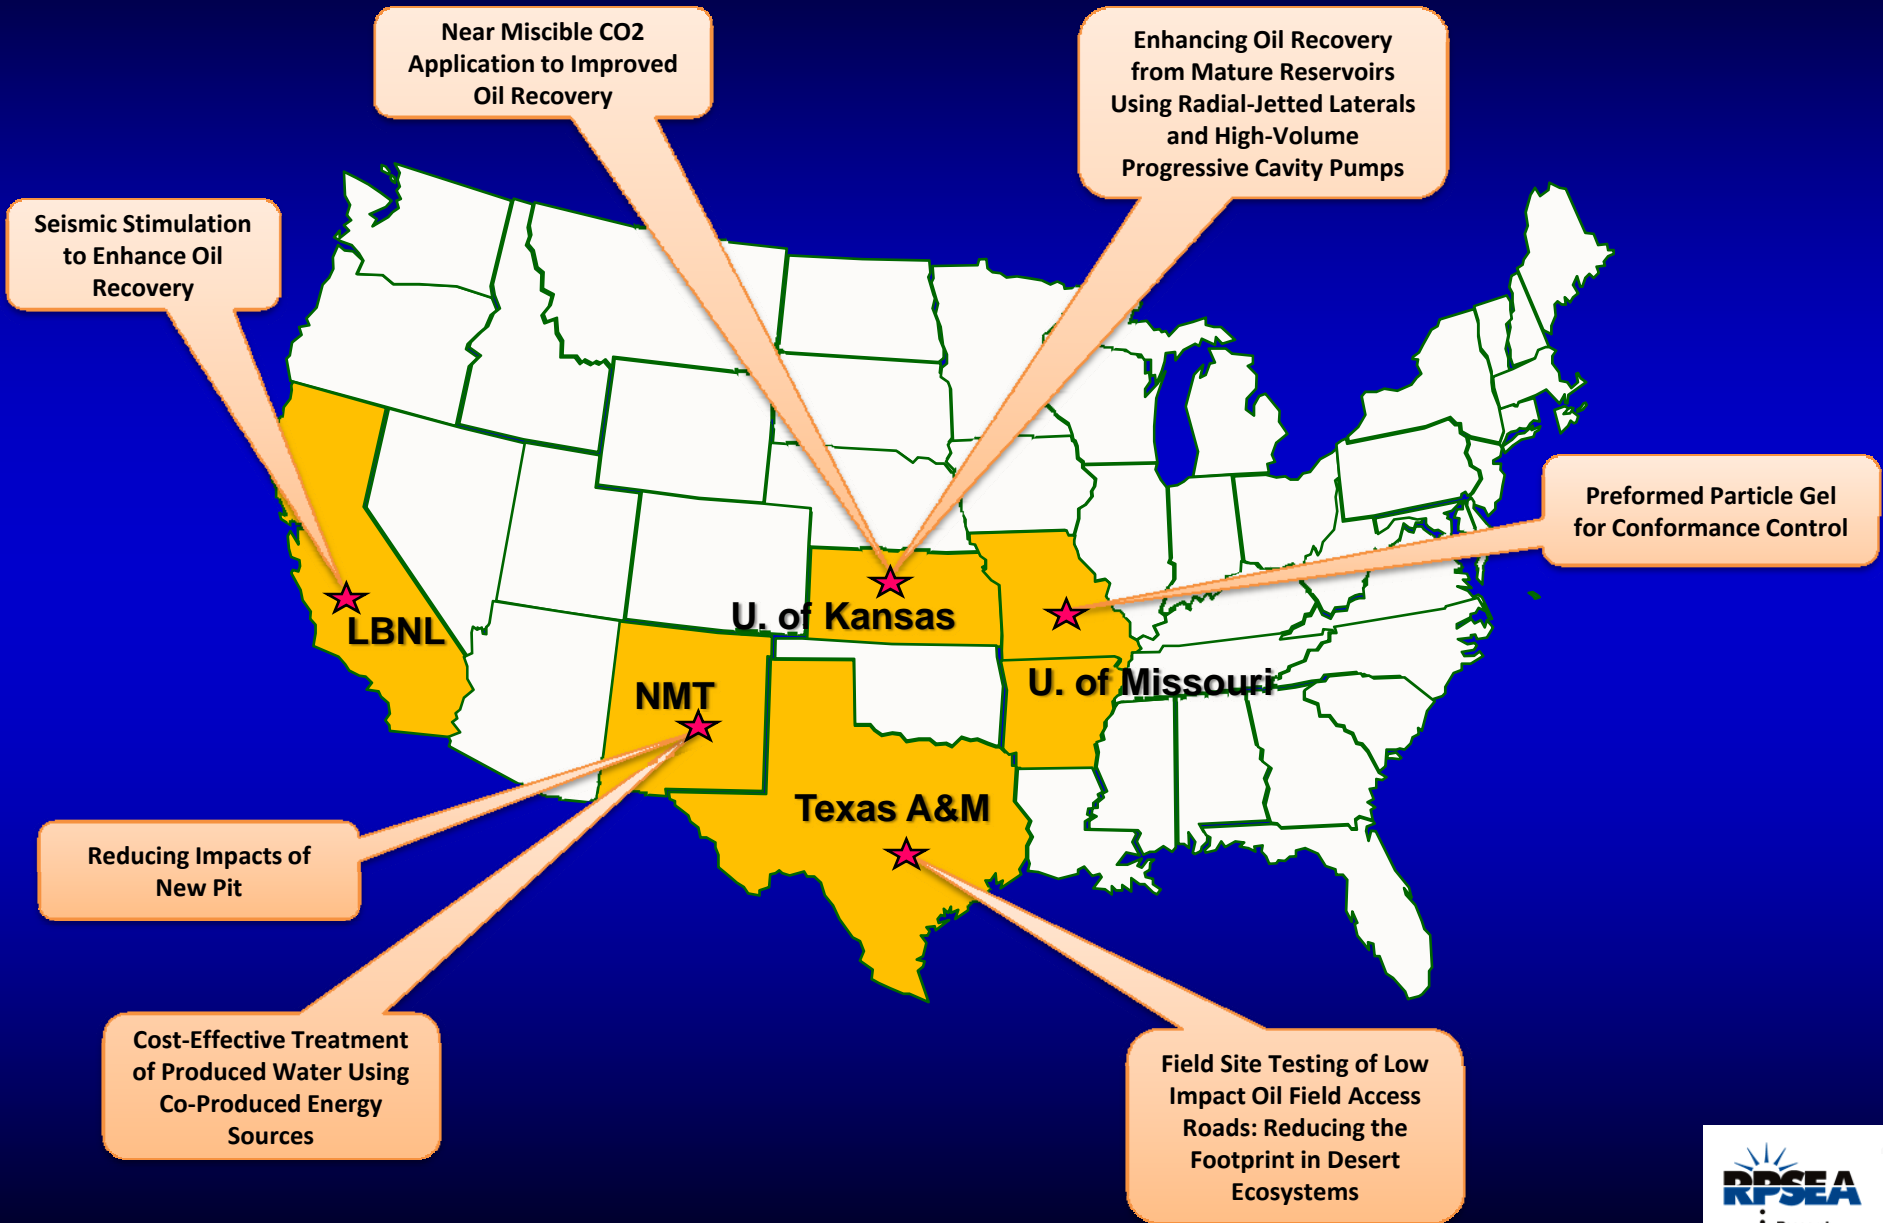 Near Miscible CO2
Application to Improved
Oil Recovery
Enhancing Oil Recovery
from Mature Reservoirs
Using Radial-Jetted Laterals
and High-Volume
Progressive Cavity Pumps
Seismic Stimulation
to Enhance Oil
Recovery
Preformed Particle Gel
for Conformance Control
LBNL
U. of Kansas
NMT
U. of Missouri
Texas A&M
Reducing Impacts of
New Pit
Cost-Effective Treatment
of Produced Water Using
Co-Produced Energy
Sources
Field Site Testing of Low
Impact Oil Field Access
Roads: Reducing the
Footprint in Desert
Ecosystems
RPSEA